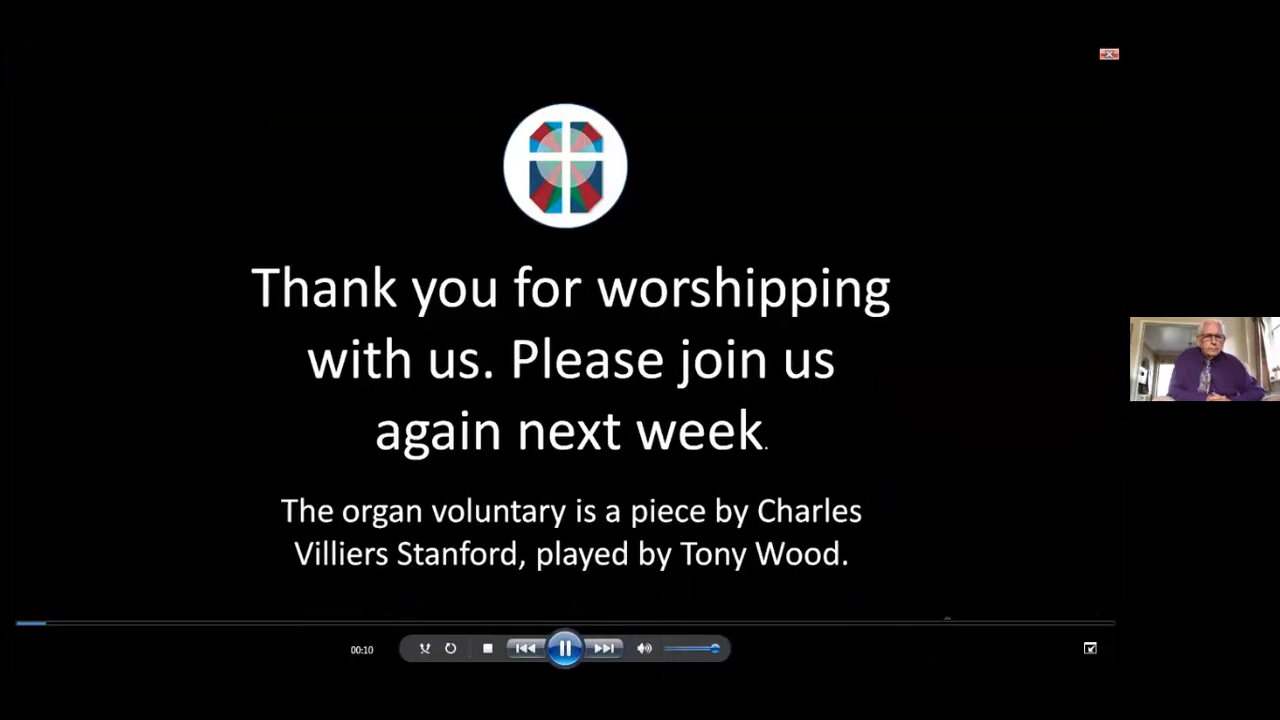 Thank you for worshipping
with us. Please join us
again next week.
The organ voluntary is a piece by Charles
Villiers Stanford, played by Tony Wood.
00:10